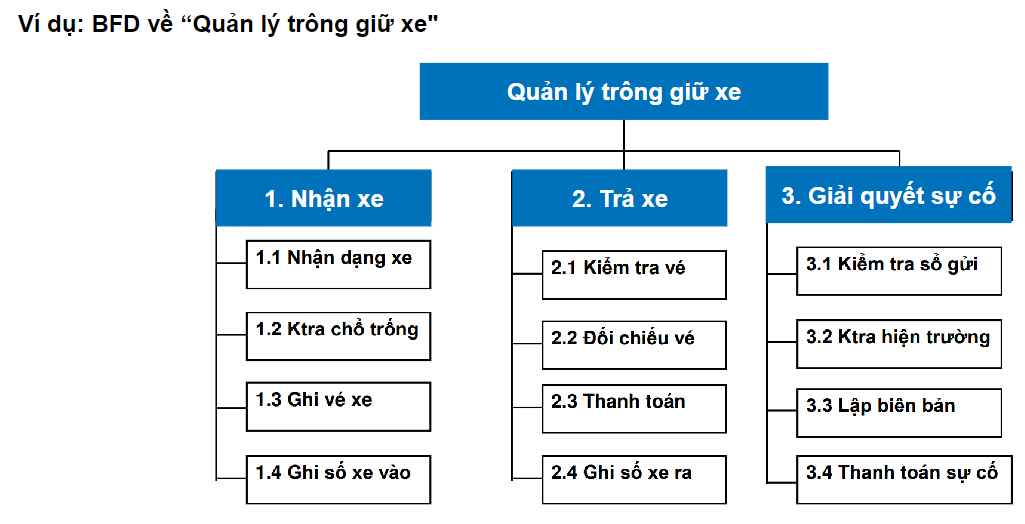 Ví dụ: BFD về “Quản lý trông giữ xe"
Quản lý trông giữ xe
1. Nhận xe
1.1 Nhận dạng xe
1.2 Ktra chổ trống
1.3 Ghi vé xe
1.4 Ghi số xe vào
2. Trả xe
2.1 Kiểm tra vé
2.2 Đối chiếu vé
2.3 Thanh toán
2.4 Ghi số xe ra
3. Giải quyết sự cố
3.1 Kiểm tra sổ gửi
3.2 Ktra hiện trường
3.3 Lập biên bản
3.4 Thanh toán sự cố